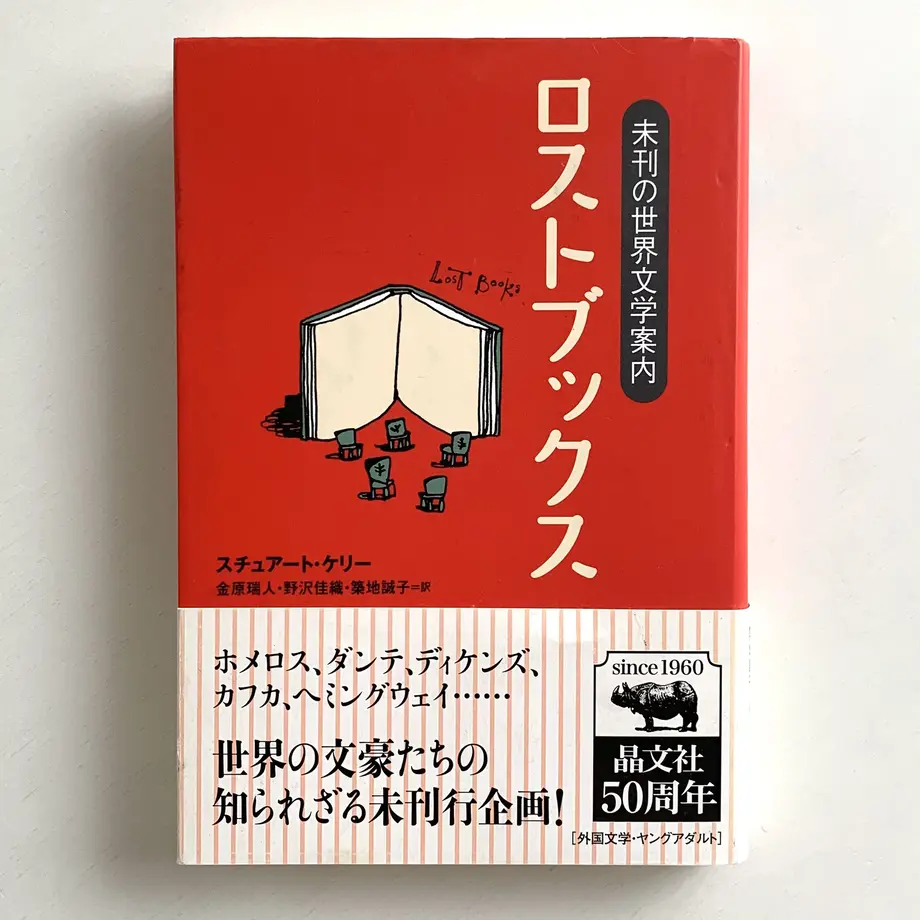 未刊の世界文学案内
ロストブックス
Lost Books
スチュアート・ケリー
金原瑞人・野沢佳織・築地誠子=訳
ホメロス、ダンテ、ディケンズ、
カフカ、ヘミングウェイ……
世界の文豪たちの
知られざる未刊行企画!
since1960
晶文社
50周年
[外国文学・ヤングアダルト]